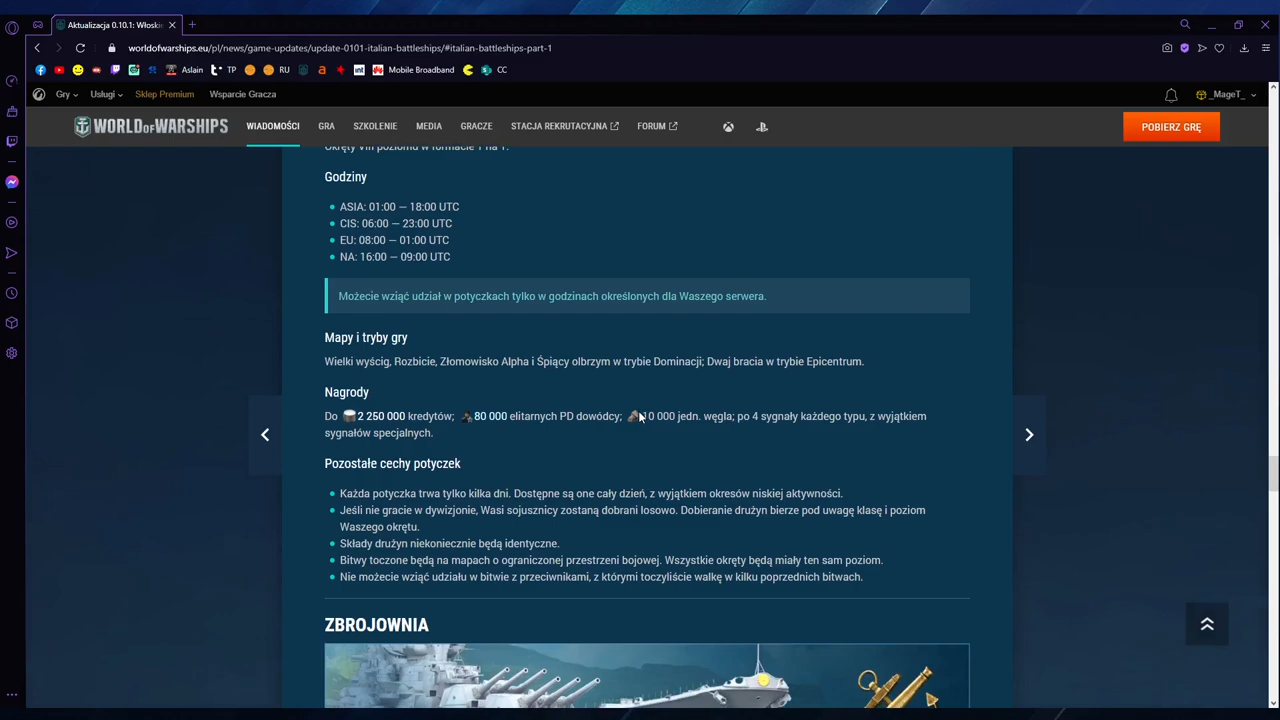 Aktualizacja 0.10.1: Włoskie
worldofwarships.eu/pl/news/game-updates/update-0101-italian-battleships/#italian-battleships-part-1
Aslain TP RU int Mobile Broadband CC
Gry Usługi Sklep Premium Wsparcie Gracza _MageT_
WORLD OF WARSHIPS WIADOMOŚCI GRA SZKOLENIE MEDIA GRACZE STACJA REKRUTACYJNA FORUM POBIERZ GRĘ
Okręty VIII poziomu w formacie 1 na 1.
Godziny
ASIA: 01:00 — 18:00 UTC
CIS: 06:00 — 23:00 UTC
EU: 08:00 — 01:00 UTC
NA: 16:00 — 09:00 UTC
Możecie wziąć udział w potyczkach tylko w godzinach określonych dla Waszego serwera.
Mapy i tryby gry
Wielki wyścig, Rozbicie, Złomowisko Alpha i Śpiący olbrzym w trybie Dominacji; Dwaj bracia w trybie Epicentrum.
Nagrody
Do 2 250 000 kredytów; 80 000 elitarnych PD dowódcy; 10 000 jedn. węgla; po 4 sygnały każdego typu, z wyjątkiem
sygnałów specjalnych.
Pozostałe cechy potyczek
Każda potyczka trwa tylko kilka dni. Dostępne są one cały dzień, z wyjątkiem okresów niskiej aktywności.
Jeśli nie gracie w dywizjonie, Wasi sojusznicy zostaną dobrani losowo. Dobieranie drużyn bierze pod uwagę klasę i poziom
Waszego okrętu.
Składy drużyn niekoniecznie będą identyczne.
Bitwy toczone będą na mapach o ograniczonej przestrzeni bojowej. Wszystkie okręty będą miały ten sam poziom.
Nie możecie wziąć udziału w bitwie z przeciwnikami, z którymi toczyliście walkę w kilku poprzednich bitwach.
ZBROJOWNIA